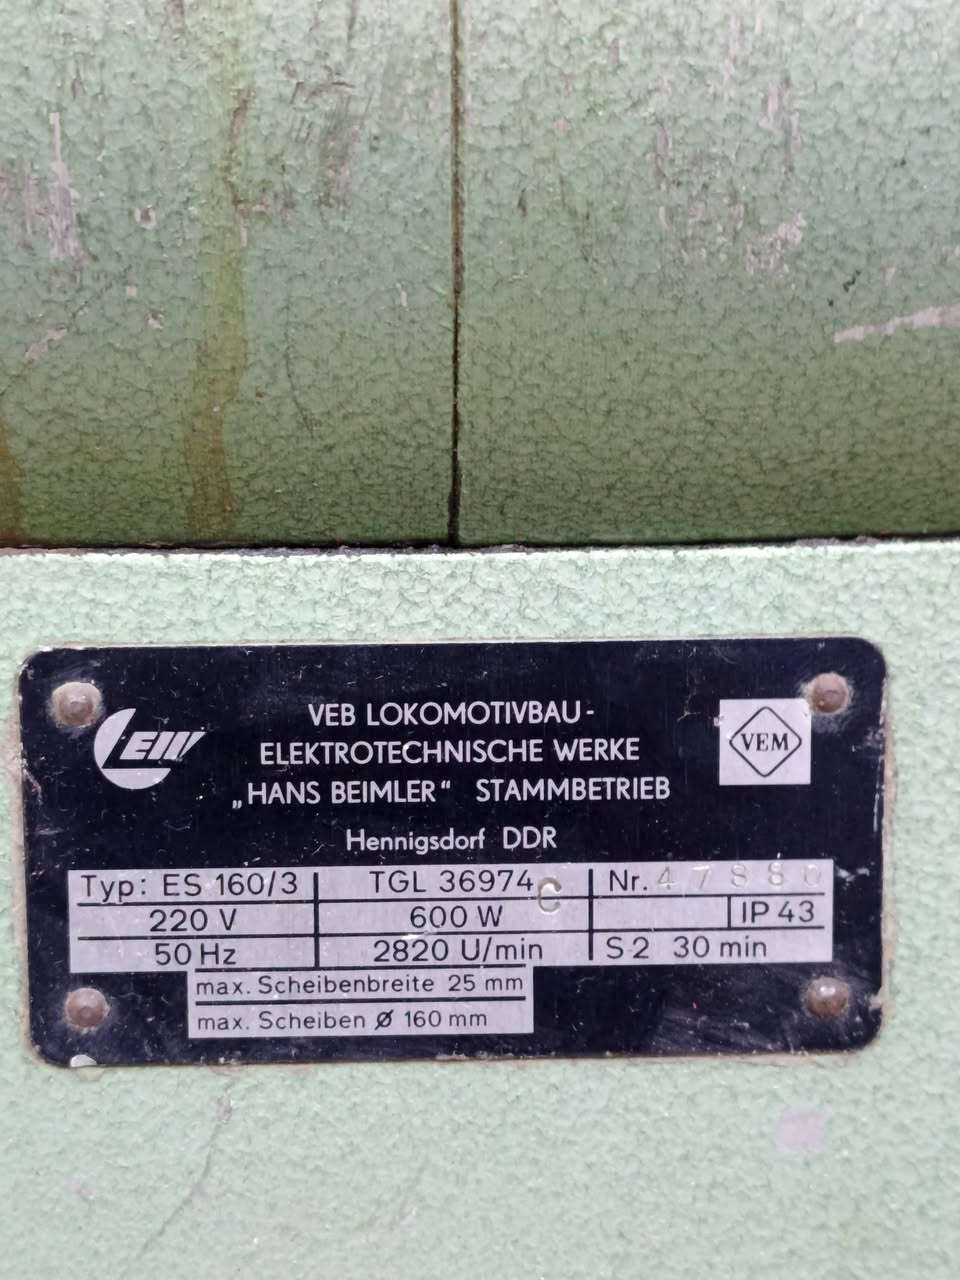 LEW
VEB LOKOMOTIVBAU-
ELEKTROTECHNISCHE WERKE
„HANS BEIMLER“ STAMMBETRIEB
Hennigsdorf DDR
VEM
Typ: ES 160/3 TGL 36974 C Nr. 47880
220 V 600 W IP 43
50 Hz 2820 U/min S2 30 min
max. Scheibenbreite 25 mm
max. Scheiben Ø 160 mm